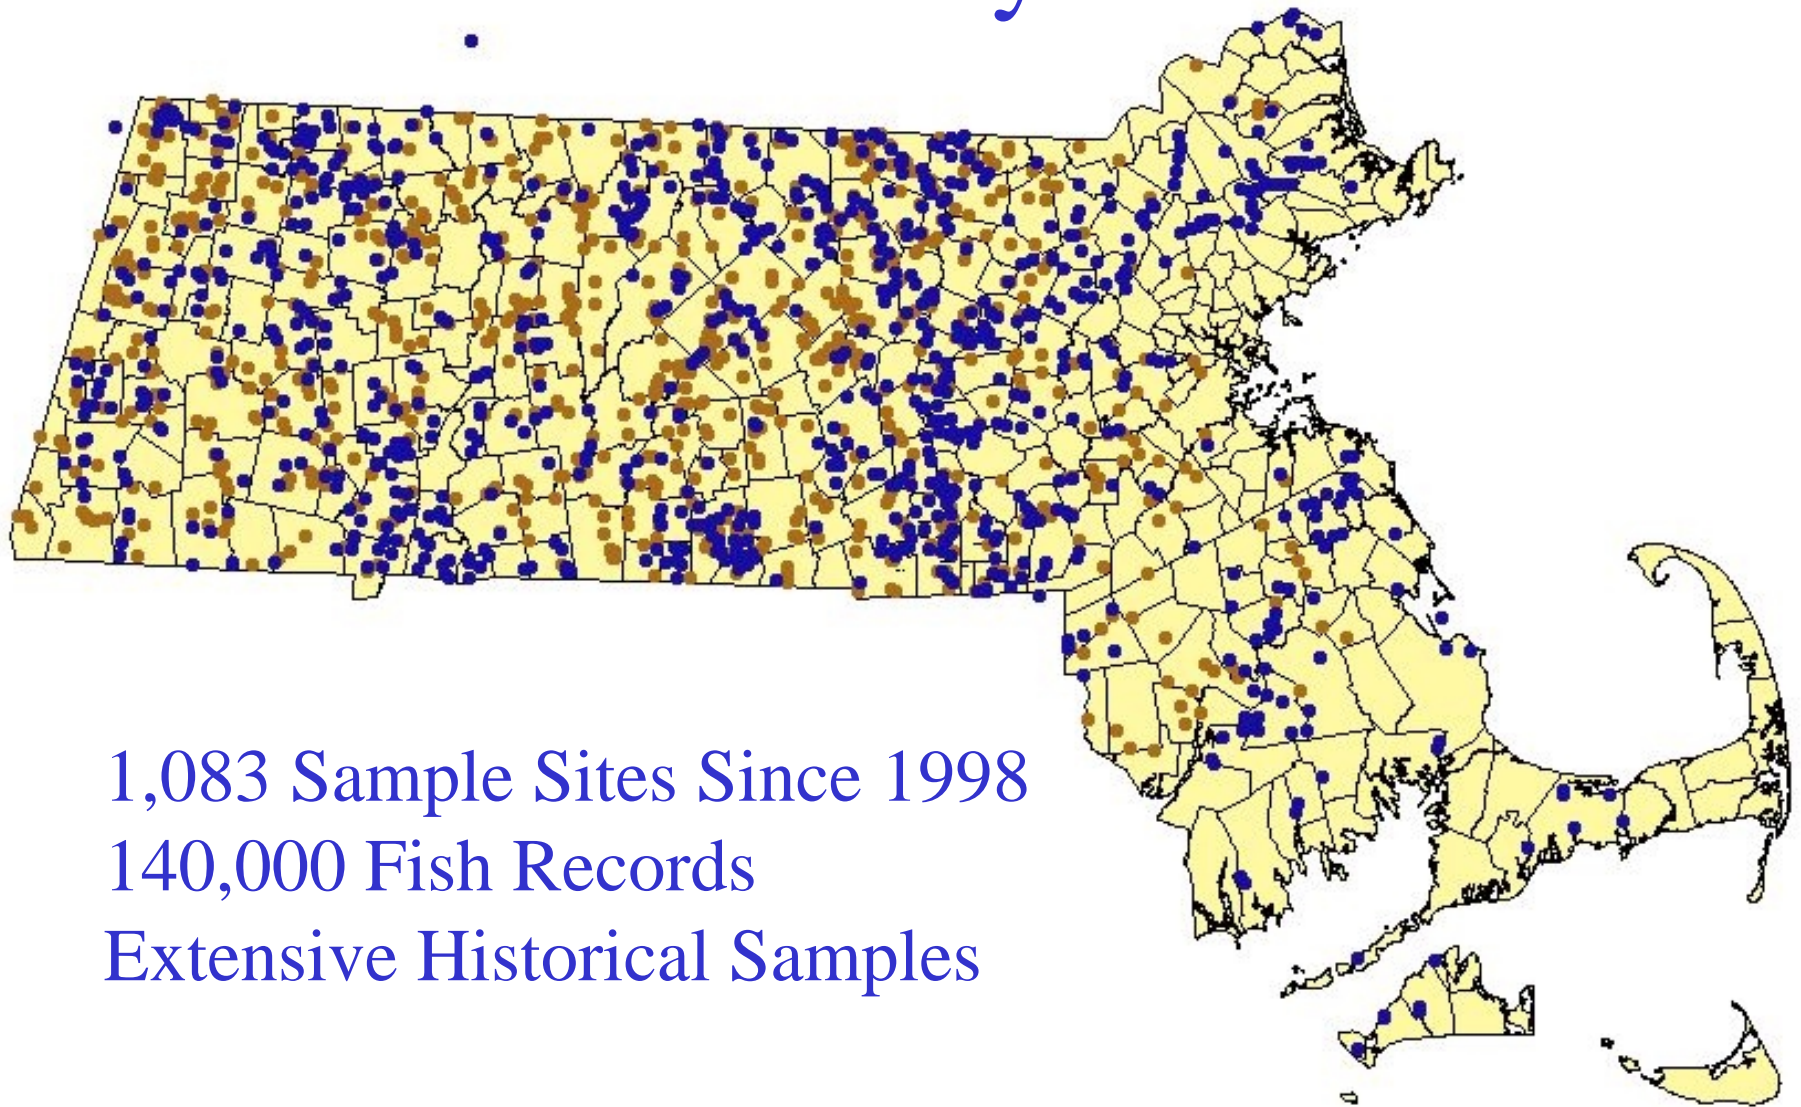 1,083 Sample Sites Since 1998
140,000 Fish Records
Extensive Historical Samples